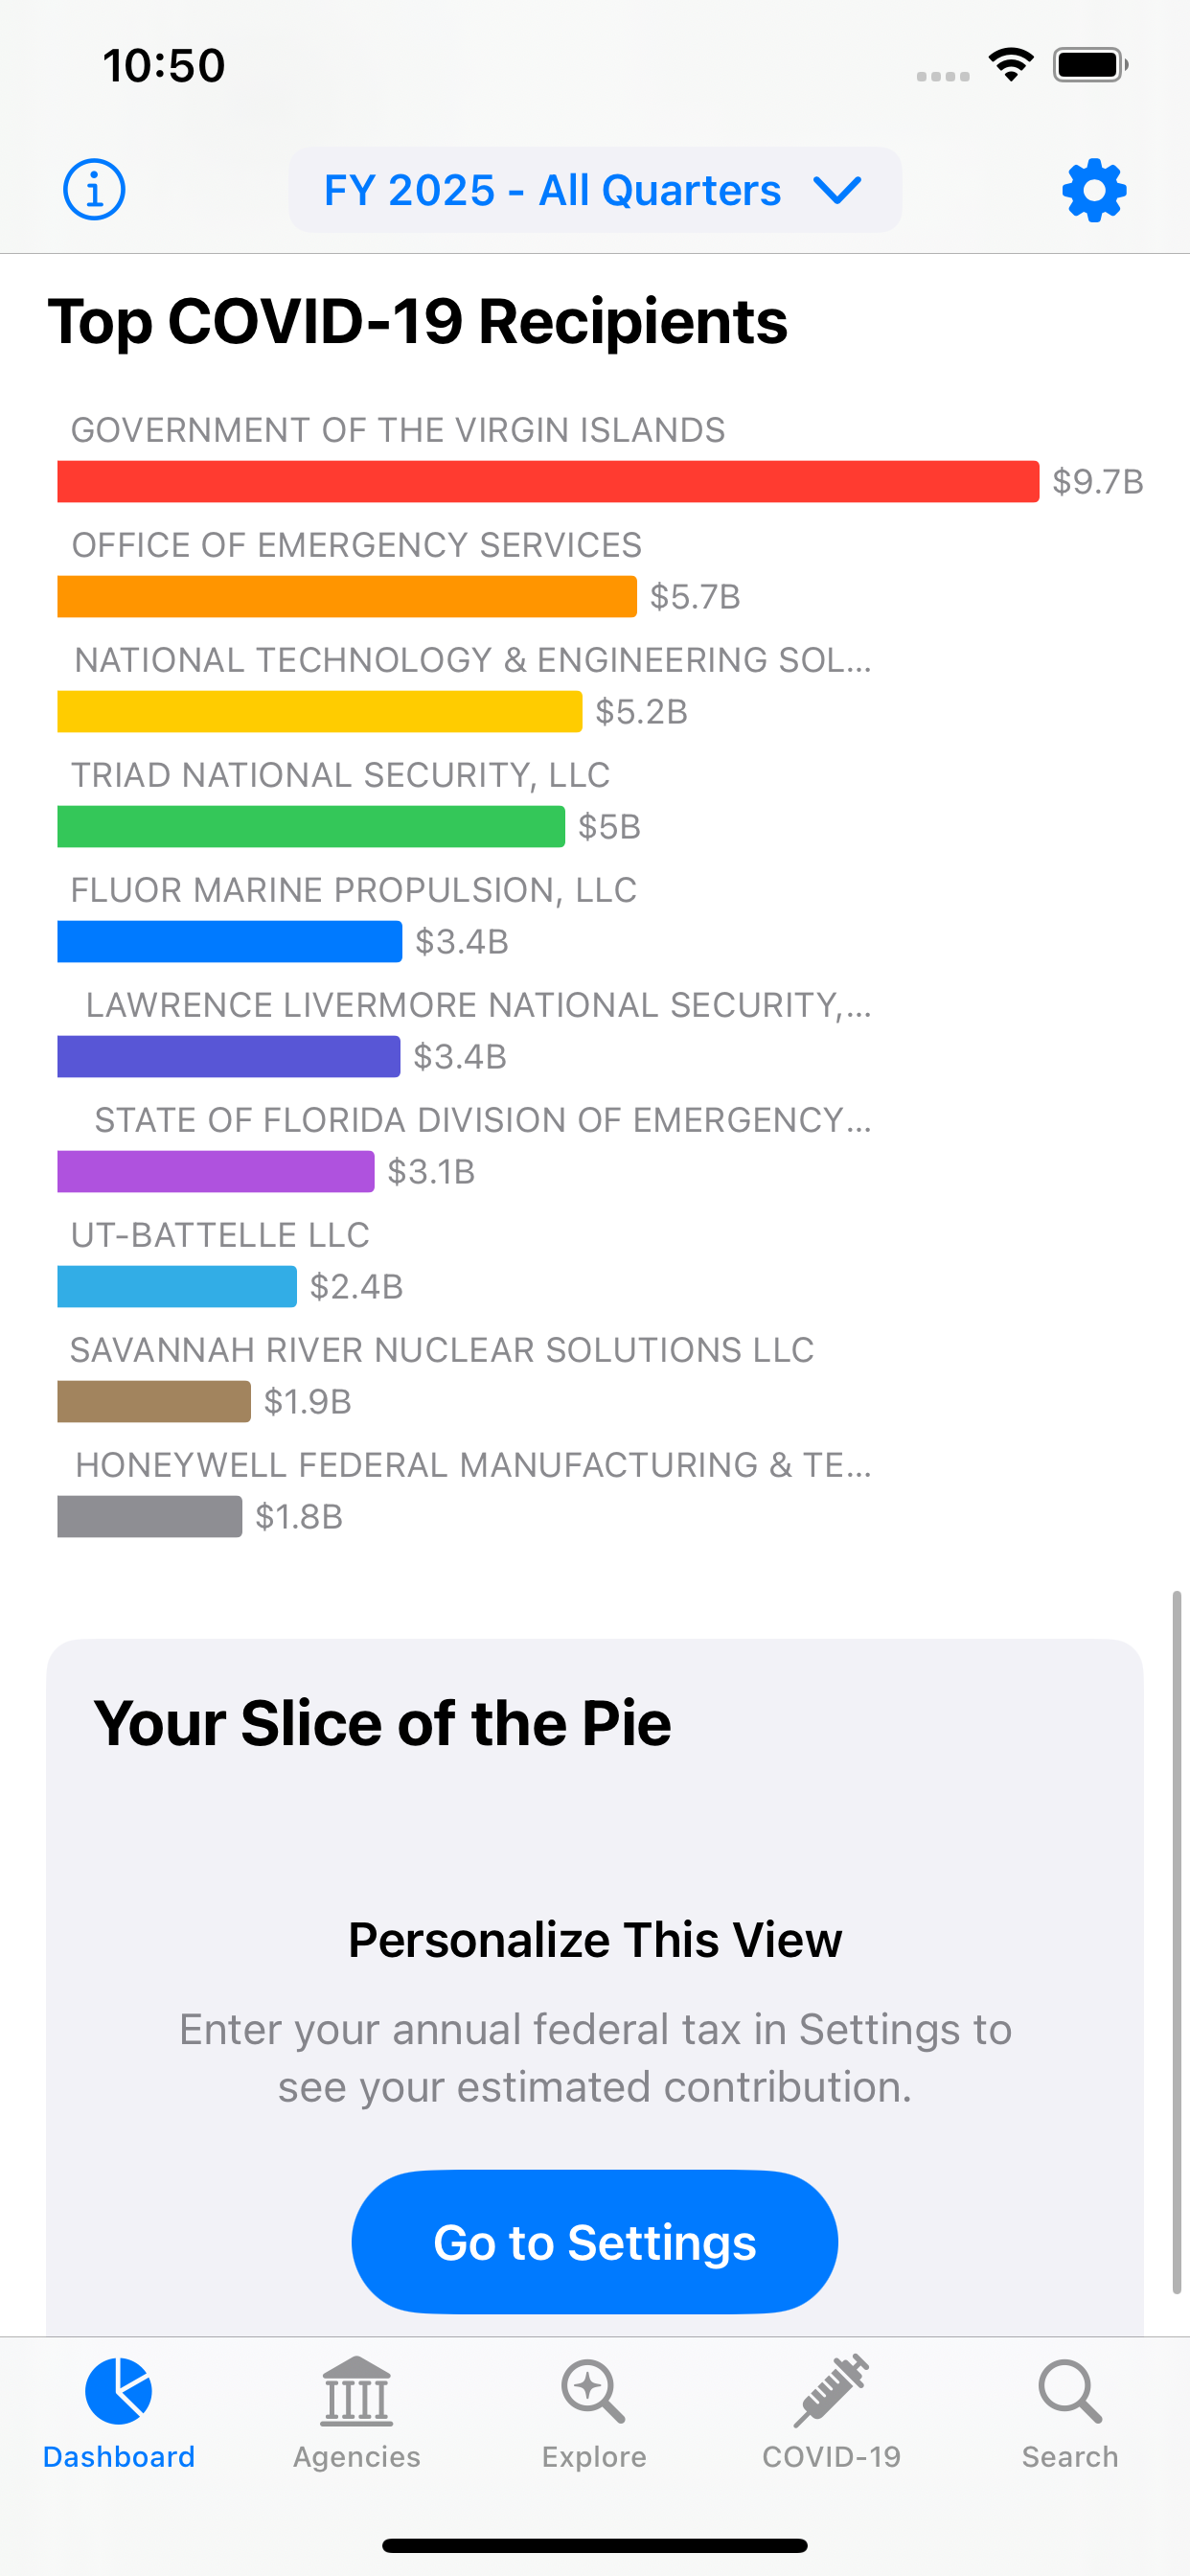 10:50
FY 2025 - All Quarters
Top COVID-19 Recipients
GOVERNMENT OF THE VIRGIN ISLANDS
$9.7B
OFFICE OF EMERGENCY SERVICES
$5.7B
NATIONAL TECHNOLOGY & ENGINEERING SOL...
$5.2B
TRIAD NATIONAL SECURITY, LLC
$5B
FLUOR MARINE PROPULSION, LLC
$3.4B
LAWRENCE LIVERMORE NATIONAL SECURITY,...
$3.4B
STATE OF FLORIDA DIVISION OF EMERGENCY...
$3.1B
UT-BATTELLE LLC
$2.4B
SAVANNAH RIVER NUCLEAR SOLUTIONS LLC
$1.9B
HONEYWELL FEDERAL MANUFACTURING & TE...
$1.8B
Your Slice of the Pie
Personalize This View
Enter your annual federal tax in Settings to
see your estimated contribution.
Go to Settings
Dashboard Agencies Explore COVID-19 Search